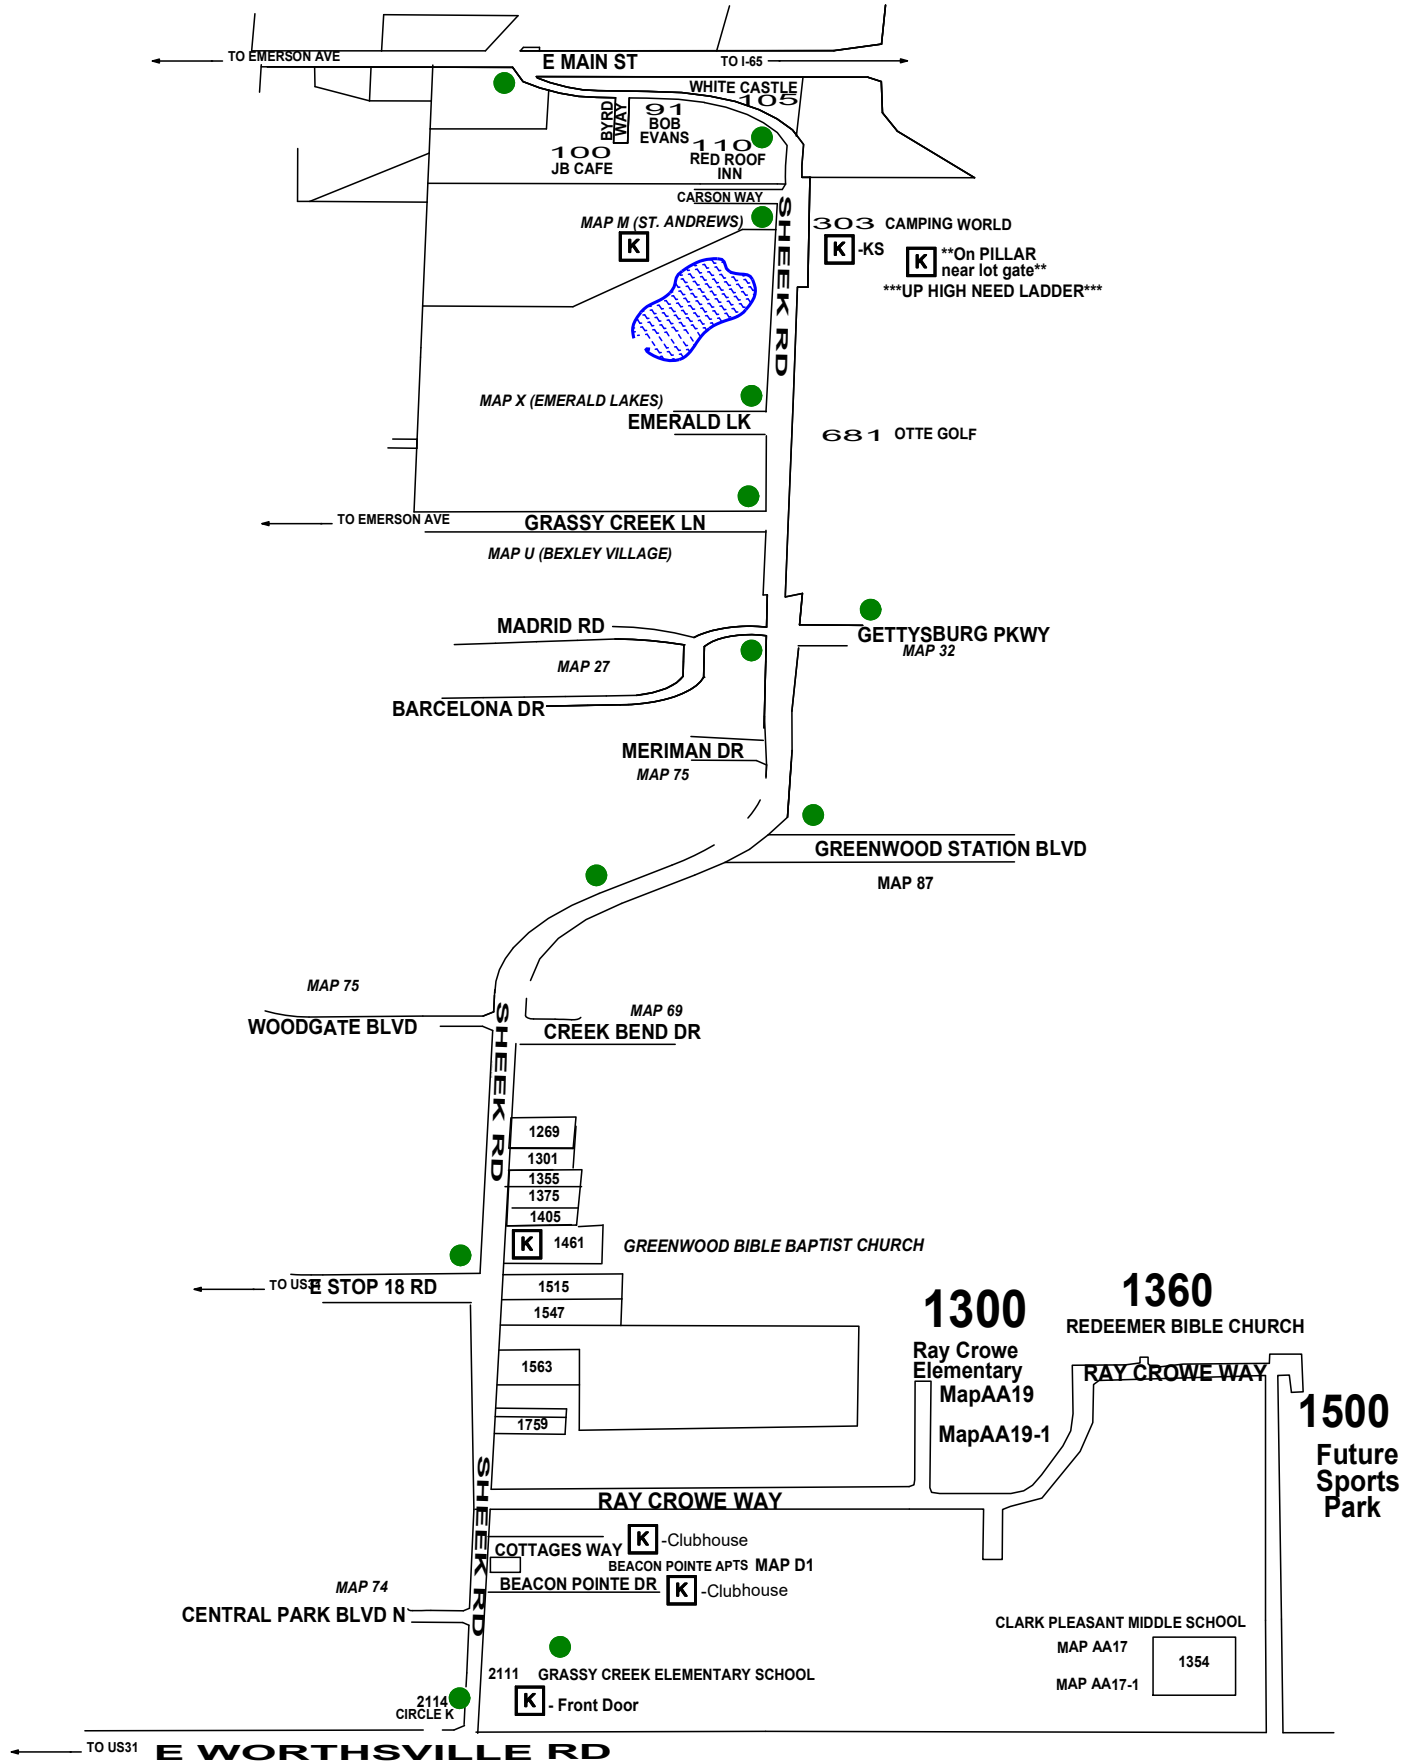 TO EMERSON AVE
E MAIN ST
TO I-65
WHITE CASTLE
105
BYRD WAY
91
BOB
EVANS
100
JB CAFE
110
RED ROOF
INN
CARSON WAY
MAP M (ST. ANDREWS)
K
SHEEK RD
303 CAMPING WORLD
K -KS
K **On PILLAR
near lot gate**
***UP HIGH NEED LADDER***
MAP X (EMERALD LAKES)
EMERALD LK
681 OTTE GOLF
TO EMERSON AVE
GRASSY CREEK LN
MAP U (BEXLEY VILLAGE)
MADRID RD
GETTYSBURG PKWY
MAP 32
MAP 27
BARCELONA DR
MERIMAN DR
MAP 75
GREENWOOD STATION BLVD
MAP 87
MAP 75
WOODGATE BLVD
SHEEK RD
MAP 69
CREEK BEND DR
1269
1301
1355
1375
1405
K 1461 GREENWOOD BIBLE BAPTIST CHURCH
TO US31
E STOP 18 RD
1515
1547
1563
1759
1300
Ray Crowe
Elementary
MapAA19
MapAA19-1
1360
REDEEMER BIBLE CHURCH
RAY CROWE WAY
1500
Future
Sports
Park
SHEEK RD
RAY CROWE WAY
COTTAGES WAY K -Clubhouse
BEACON POINTE APTS MAP D1
BEACON POINTE DR K -Clubhouse
MAP 74
CENTRAL PARK BLVD N
CLARK PLEASANT MIDDLE SCHOOL
MAP AA17
1354
MAP AA17-1
2111 GRASSY CREEK ELEMENTARY SCHOOL
K - Front Door
2114
CIRCLE K
TO US31 E WORTHSVILLE RD